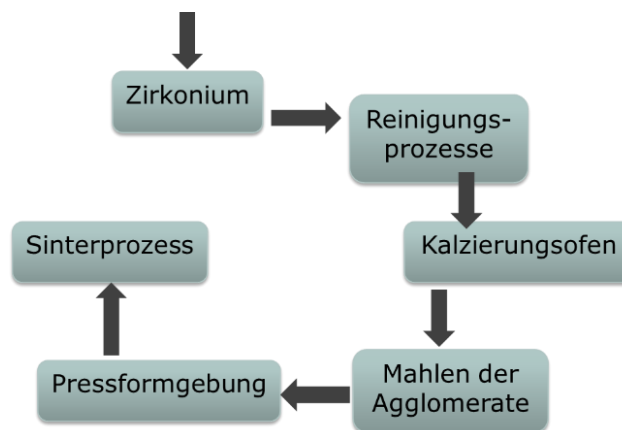 Zirkonium
Reinigungs-
prozesse
Kalzierungsofen
Mahlen der
Agglomerate
Pressformgebung
Sinterprozess